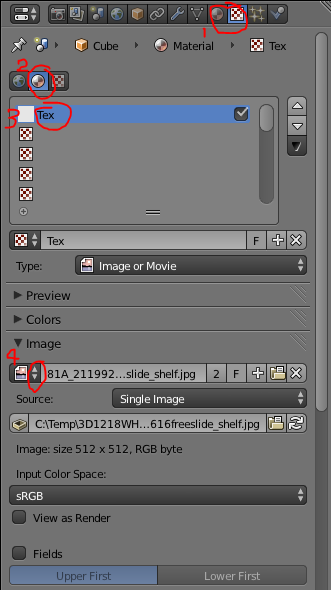 1
Cube Material Tex
2
3 Tex
Tex F
Type: Image or Movie
Preview
Colors
Image
4
81A_211992...slide_shelf.jpg 2 F
Source: Single Image
C:\Temp\3D1218WH...616freeslide_shelf.jpg
Image: size 512 x 512, RGB byte
Input Color Space:
sRGB
View as Render
Fields
Upper First Lower First